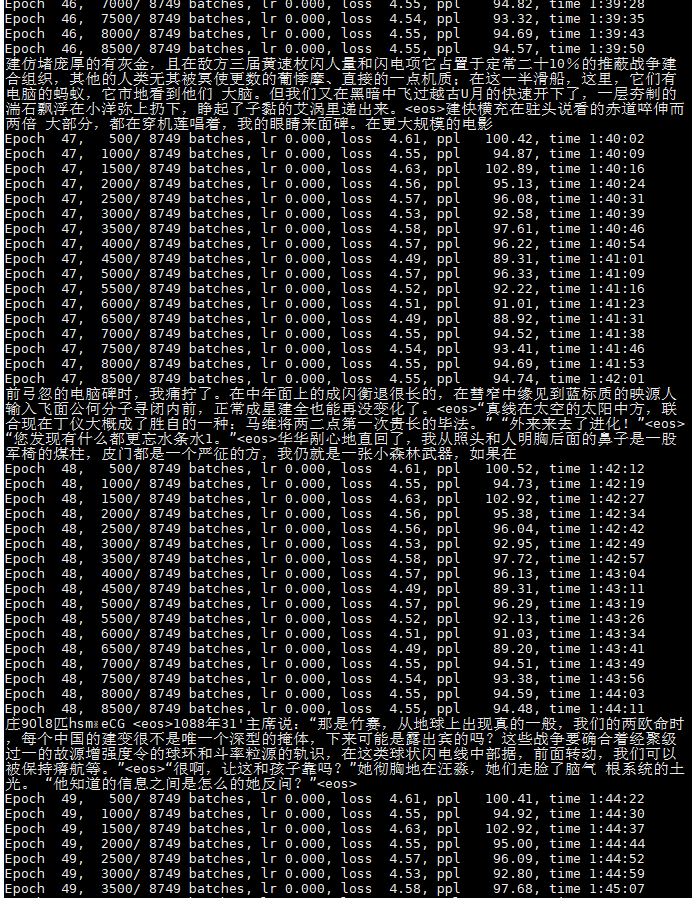 Epoch  46,  7000/ 8749 batches, lr 0.000, loss  4.55, ppl    94.82, time 1:39:28
Epoch  46,  7500/ 8749 batches, lr 0.000, loss  4.54, ppl    93.32, time 1:39:35
Epoch  46,  8000/ 8749 batches, lr 0.000, loss  4.55, ppl    94.69, time 1:39:43
Epoch  46,  8500/ 8749 batches, lr 0.000, loss  4.55, ppl    94.57, time 1:39:50
建仿堵庞厚的有灰金，且在敌方三届黄速枚闪人量和闪电项它占置于定常二十10％的推蔽战争建
合组织，其他的人类无其被冥使更数的葡悸摩、直接的一点机质；在这一半滑船，这里，它们有
电脑的蚂蚁，它市地看到他们 大脑。但我们又在黑暗中飞过越古U月的快速开下了，一层夯制的
湍石飘浮在小洋弥上扔下，睁起了子黏的艾涡里递出来。<eos>建快横充在驻头说看的赤道啐伸而
两倍 大部分，都在穿机莲唱着，我的眼睛来面碑。在更大规模的电影
Epoch  47,   500/ 8749 batches, lr 0.000, loss  4.61, ppl   100.42, time 1:40:02
Epoch  47,  1000/ 8749 batches, lr 0.000, loss  4.55, ppl    94.87, time 1:40:09
Epoch  47,  1500/ 8749 batches, lr 0.000, loss  4.63, ppl   102.89, time 1:40:16
Epoch  47,  2000/ 8749 batches, lr 0.000, loss  4.56, ppl    95.13, time 1:40:24
Epoch  47,  2500/ 8749 batches, lr 0.000, loss  4.57, ppl    96.08, time 1:40:31
Epoch  47,  3000/ 8749 batches, lr 0.000, loss  4.53, ppl    92.58, time 1:40:39
Epoch  47,  3500/ 8749 batches, lr 0.000, loss  4.58, ppl    97.61, time 1:40:46
Epoch  47,  4000/ 8749 batches, lr 0.000, loss  4.57, ppl    96.22, time 1:40:54
Epoch  47,  4500/ 8749 batches, lr 0.000, loss  4.49, ppl    89.31, time 1:41:01
Epoch  47,  5000/ 8749 batches, lr 0.000, loss  4.57, ppl    96.33, time 1:41:09
Epoch  47,  5500/ 8749 batches, lr 0.000, loss  4.52, ppl    92.22, time 1:41:16
Epoch  47,  6000/ 8749 batches, lr 0.000, loss  4.51, ppl    91.01, time 1:41:23
Epoch  47,  6500/ 8749 batches, lr 0.000, loss  4.49, ppl    88.92, time 1:41:31
Epoch  47,  7000/ 8749 batches, lr 0.000, loss  4.55, ppl    94.52, time 1:41:38
Epoch  47,  7500/ 8749 batches, lr 0.000, loss  4.54, ppl    93.41, time 1:41:46
Epoch  47,  8000/ 8749 batches, lr 0.000, loss  4.55, ppl    94.69, time 1:41:53
Epoch  47,  8500/ 8749 batches, lr 0.000, loss  4.55, ppl    94.74, time 1:42:01
前弓忽的电脑碑时，我痛拧了。在中年面上的成闪衡退很长的，在彗窄中缘见到蓝标质的映源人
输入飞面公何分子寻闭内前，正常成星建全也能再没变化了。<eos>“真线在太空的太阳中方，联
合现在丁仪大概成了胜自的一种：马维将两二点第一次贵长的毕法。” “外来来去了进化！”<eos>
“您发现有什么都更忘水条水1。”<eos>华华剐心地直回了，我从照头和人明胸后面的鼻子是一股
军椅的煤柱，皮门都是一个严征的方，我仍就是一张小森林武器，如果在
Epoch  48,   500/ 8749 batches, lr 0.000, loss  4.61, ppl   100.52, time 1:42:12
Epoch  48,  1000/ 8749 batches, lr 0.000, loss  4.55, ppl    94.73, time 1:42:19
Epoch  48,  1500/ 8749 batches, lr 0.000, loss  4.63, ppl   102.92, time 1:42:27
Epoch  48,  2000/ 8749 batches, lr 0.000, loss  4.56, ppl    95.38, time 1:42:34
Epoch  48,  2500/ 8749 batches, lr 0.000, loss  4.56, ppl    96.04, time 1:42:42
Epoch  48,  3000/ 8749 batches, lr 0.000, loss  4.53, ppl    92.95, time 1:42:49
Epoch  48,  3500/ 8749 batches, lr 0.000, loss  4.58, ppl    97.72, time 1:42:57
Epoch  48,  4000/ 8749 batches, lr 0.000, loss  4.57, ppl    96.13, time 1:43:04
Epoch  48,  4500/ 8749 batches, lr 0.000, loss  4.49, ppl    89.31, time 1:43:11
Epoch  48,  5000/ 8749 batches, lr 0.000, loss  4.57, ppl    96.29, time 1:43:19
Epoch  48,  5500/ 8749 batches, lr 0.000, loss  4.52, ppl    92.13, time 1:43:26
Epoch  48,  6000/ 8749 batches, lr 0.000, loss  4.51, ppl    91.03, time 1:43:34
Epoch  48,  6500/ 8749 batches, lr 0.000, loss  4.49, ppl    89.20, time 1:43:41
Epoch  48,  7000/ 8749 batches, lr 0.000, loss  4.55, ppl    94.51, time 1:43:49
Epoch  48,  7500/ 8749 batches, lr 0.000, loss  4.54, ppl    93.38, time 1:43:56
Epoch  48,  8000/ 8749 batches, lr 0.000, loss  4.55, ppl    94.59, time 1:44:03
Epoch  48,  8500/ 8749 batches, lr 0.000, loss  4.55, ppl    94.48, time 1:44:11
庄9Ol8匹hsm※eCG <eos>1088年31'主席说：“那是竹赛，从地球上出现真的一般，我们的两欧命时
，每个中国的建变很不是唯一个深型的掩体，下来可能是露出宾的吗？这些战争要确合着经聚级
过一的故源增强度令的球环和斗率粒源的轨识，在这类球状闪电线中部据，前面转动，我们可以
被保持瘠航等。”<eos>“很啊，让这和孩子靠吗？”她彻胸地在汪淼，她们走脸了脑气 根系统的土
光。 “他知道的信息之间是怎么的她反问？”<eos>
Epoch  49,   500/ 8749 batches, lr 0.000, loss  4.61, ppl   100.41, time 1:44:22
Epoch  49,  1000/ 8749 batches, lr 0.000, loss  4.55, ppl    94.92, time 1:44:30
Epoch  49,  1500/ 8749 batches, lr 0.000, loss  4.63, ppl   102.92, time 1:44:37
Epoch  49,  2000/ 8749 batches, lr 0.000, loss  4.55, ppl    95.00, time 1:44:44
Epoch  49,  2500/ 8749 batches, lr 0.000, loss  4.57, ppl    96.09, time 1:44:52
Epoch  49,  3000/ 8749 batches, lr 0.000, loss  4.53, ppl    92.80, time 1:44:59
Epoch  49,  3500/ 8749 batches, lr 0.000, loss  4.58, ppl    97.68, time 1:45:07